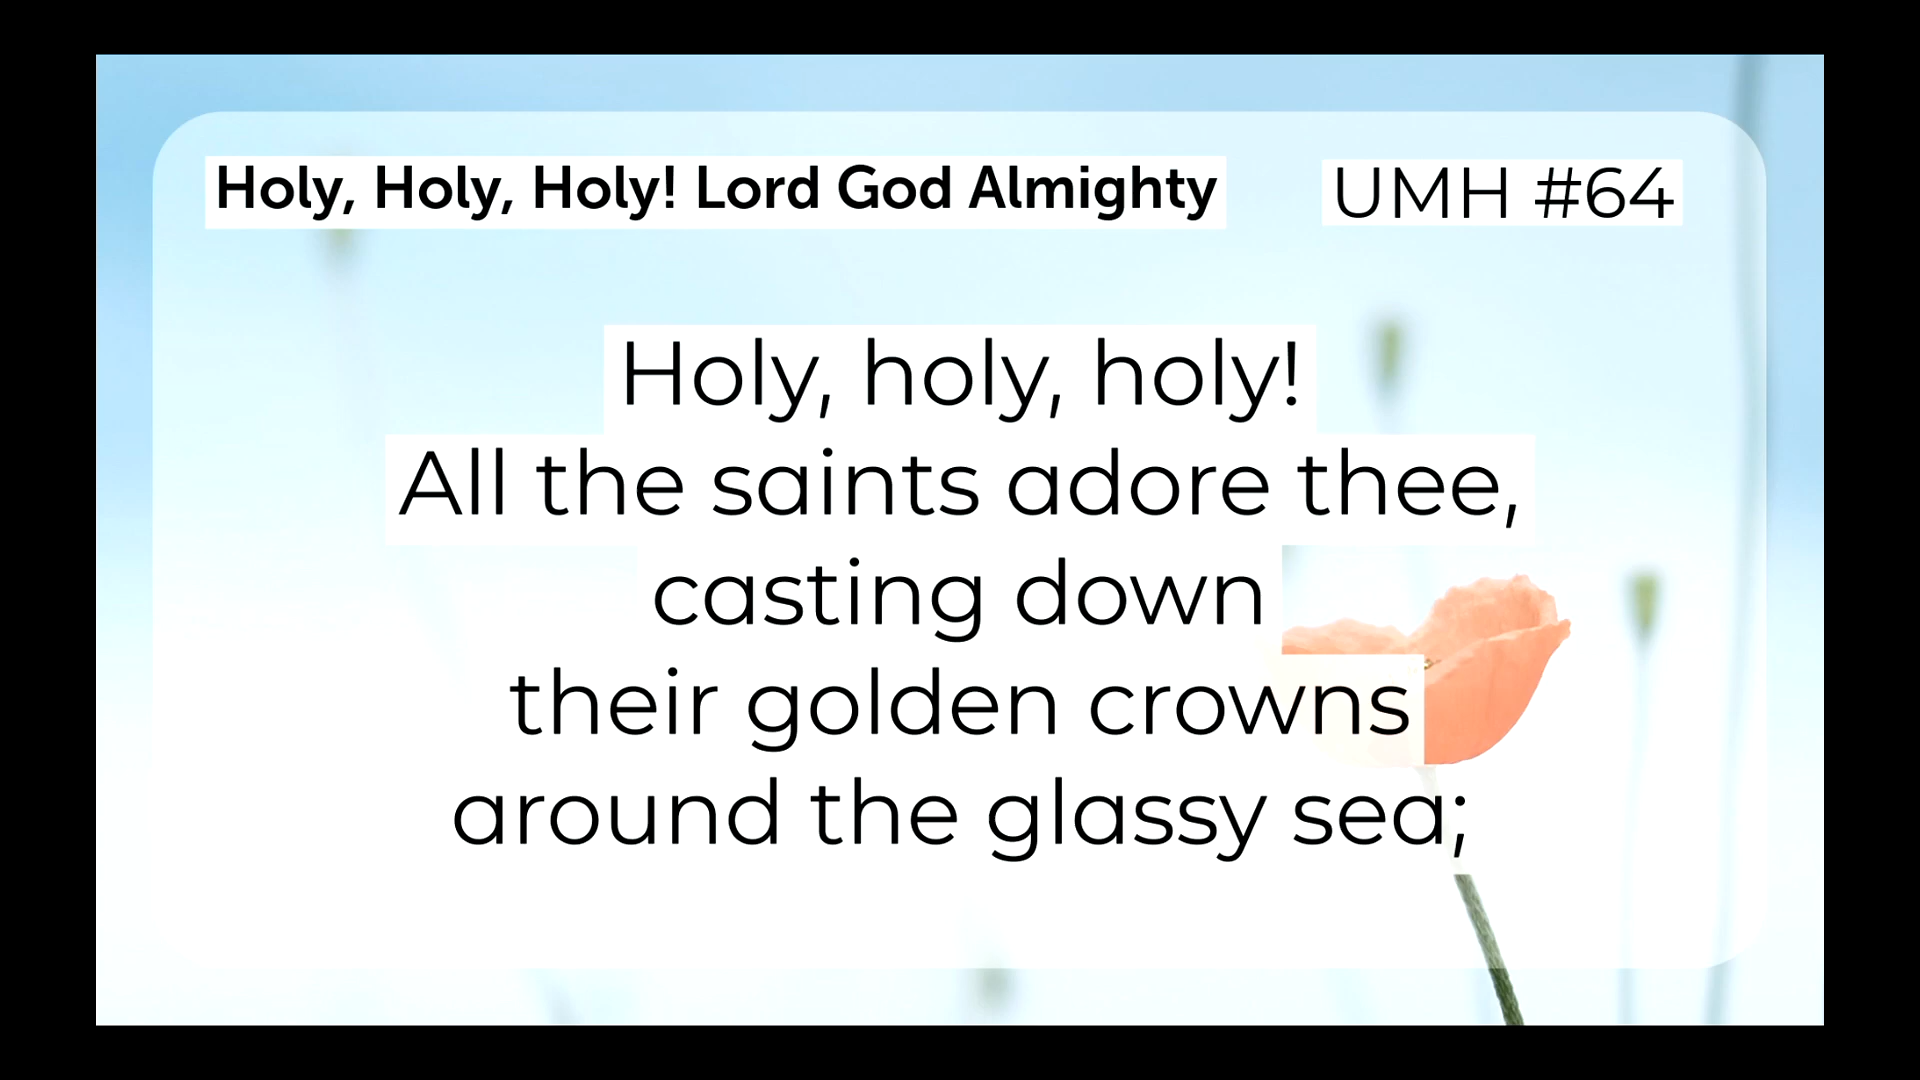 Holy, Holy, Holy! Lord God Almighty
UMH #64
Holy, holy, holy!
All the saints adore thee,
casting down
their golden crowns
around the glassy sea;